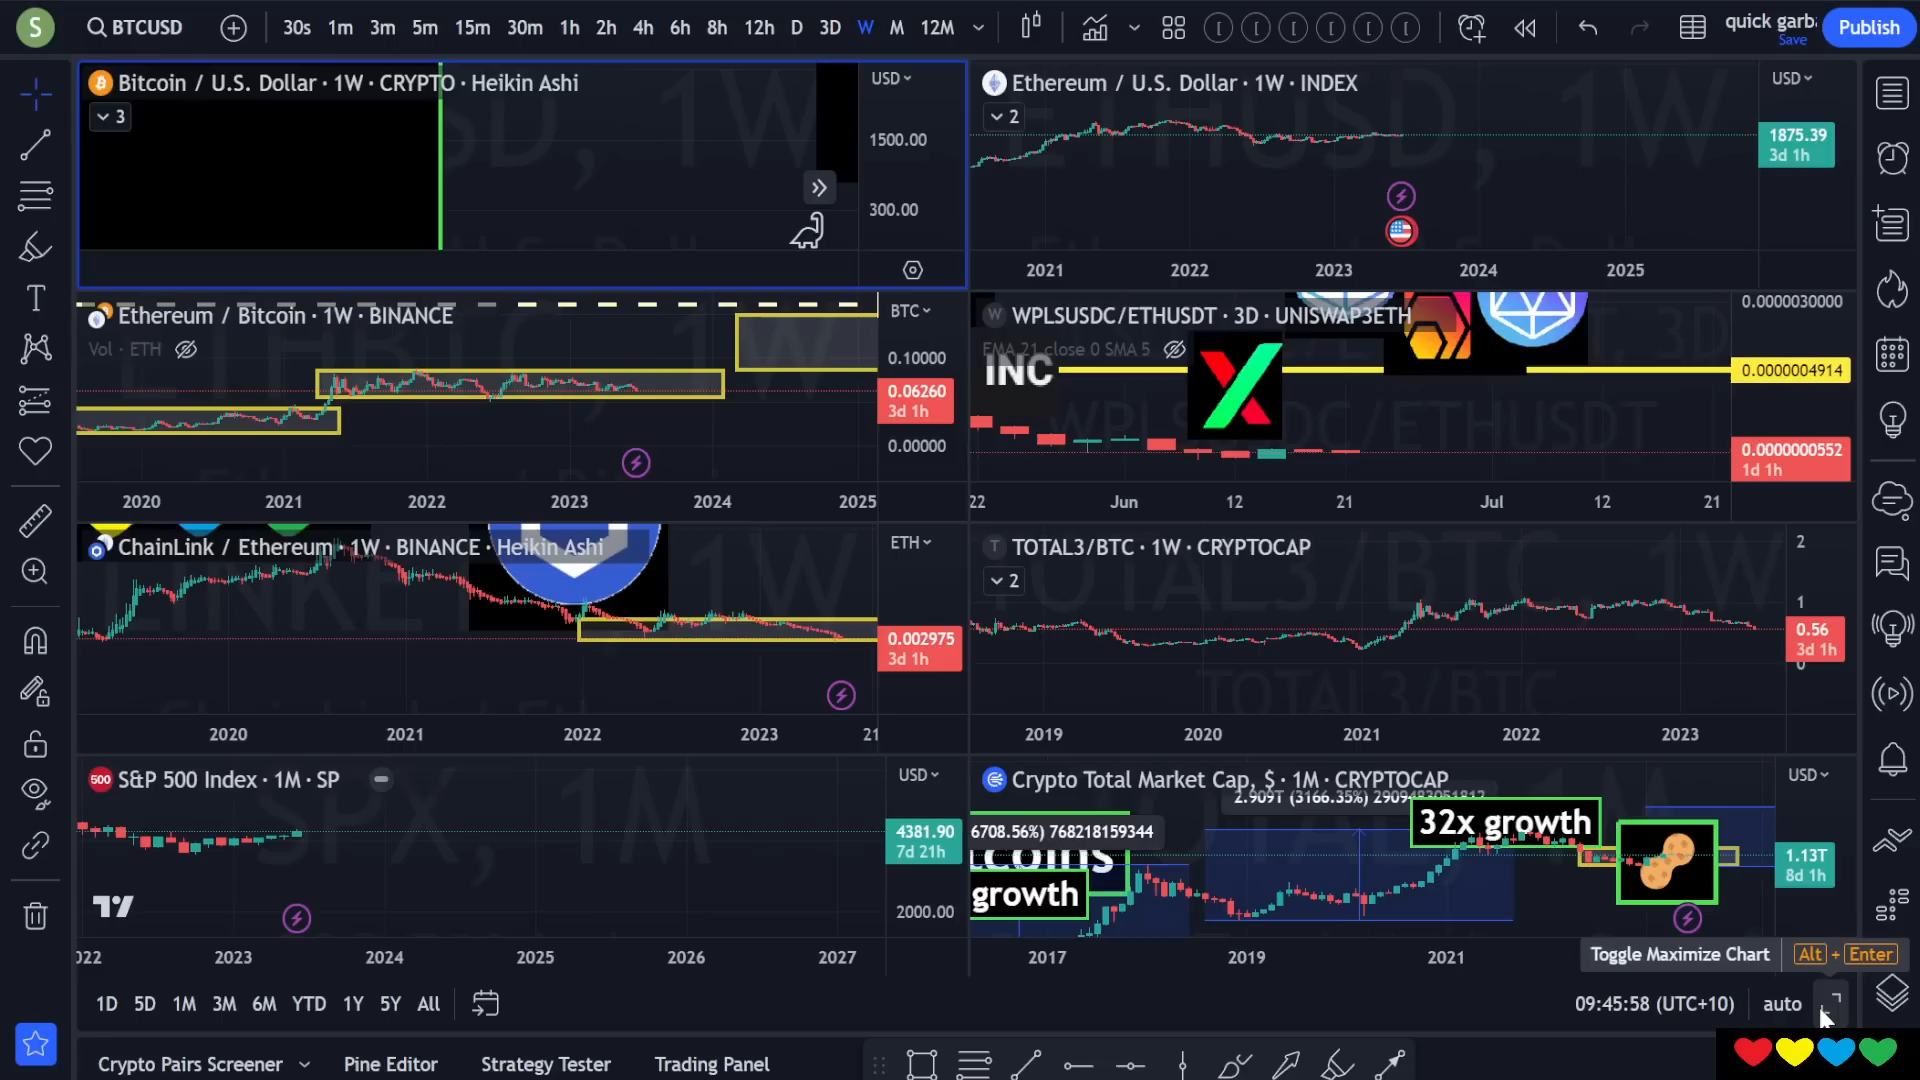 S
BTCUSD
30s 1m 3m 5m 15m 30m 1h 2h 4h 6h 8h 12h D 3D W M 12M
quick garba
Save
Publish
Bitcoin / U.S. Dollar · 1W · CRYPTO · Heikin Ashi
USD
3
1500.00
300.00
Ethereum / U.S. Dollar · 1W · INDEX
USD
2
1875.39
3d 1h
2021 2022 2023 2024 2025
Ethereum / Bitcoin · 1W · BINANCE
BTC
Vol · ETH
0.10000
0.06260
3d 1h
0.00000
2020 2021 2022 2023 2024 2025
WPLSUSDC/ETHUSDT · 3D · UNISWAP3ETH
0.0000030000
EMA 21 close 0 SMA 5
INC
0.0000004914
0.0000000552
1d 1h
22 Jun 12 21 Jul 12 21
ChainLink / Ethereum · 1W · BINANCE · Heikin Ashi
ETH
0.002975
3d 1h
2020 2021 2022 2023 21
TOTAL3/BTC · 1W · CRYPTOCAP
2
2
1
0.56
3d 1h
0
2019 2020 2021 2022 2023
500
S&P 500 Index · 1M · SP
USD
4381.90
7d 21h
2000.00
022 2023 2024 2025 2026 2027
Crypto Total Market Cap, $ · 1M · CRYPTOCAP
USD
2.909T (3166.35%) 2909483051812
32x growth
6708.56%) 768218159344
coins
growth
1.13T
8d 1h
2017 2019 2021
Toggle Maximize Chart Alt + Enter
1D 5D 1M 3M 6M YTD 1Y 5Y All
09:45:58 (UTC+10) auto
Crypto Pairs Screener Pine Editor Strategy Tester Trading Panel